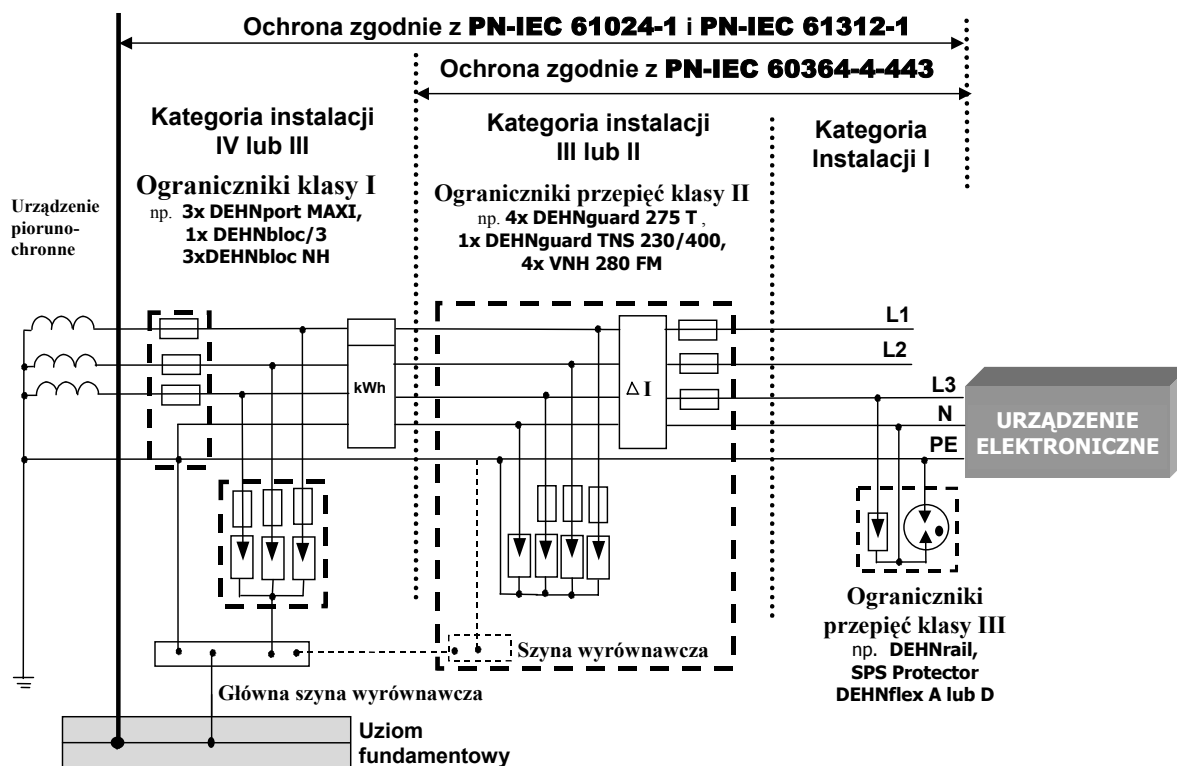 Ochrona zgodnie z PN-IEC 61024-1 i PN-IEC 61312-1
Ochrona zgodnie z PN-IEC 60364-4-443
Kategoria instalacji
IV lub III
Ograniczniki klasy I
np. 3x DEHNport MAXI,
1x DEHNbloc/3
3xDEHNbloc NH
Kategoria instalacji
III lub II
Ograniczniki przepięć klasy II
np. 4x DEHNguard 275 T ,
1x DEHNguard TNS 230/400,
4x VNH 280 FM
Kategoria
Instalacji I
Urządzenie
pioruno-
chronne
kWh
Δ I
L1
L2
L3
N
PE
URZĄDZENIE
ELEKTRONICZNE
Ograniczniki
przepięć klasy III
np. DEHNrail,
SPS Protector
DEHNflex A lub D
Szyna wyrównawcza
Główna szyna wyrównawcza
Uziom
fundamentowy